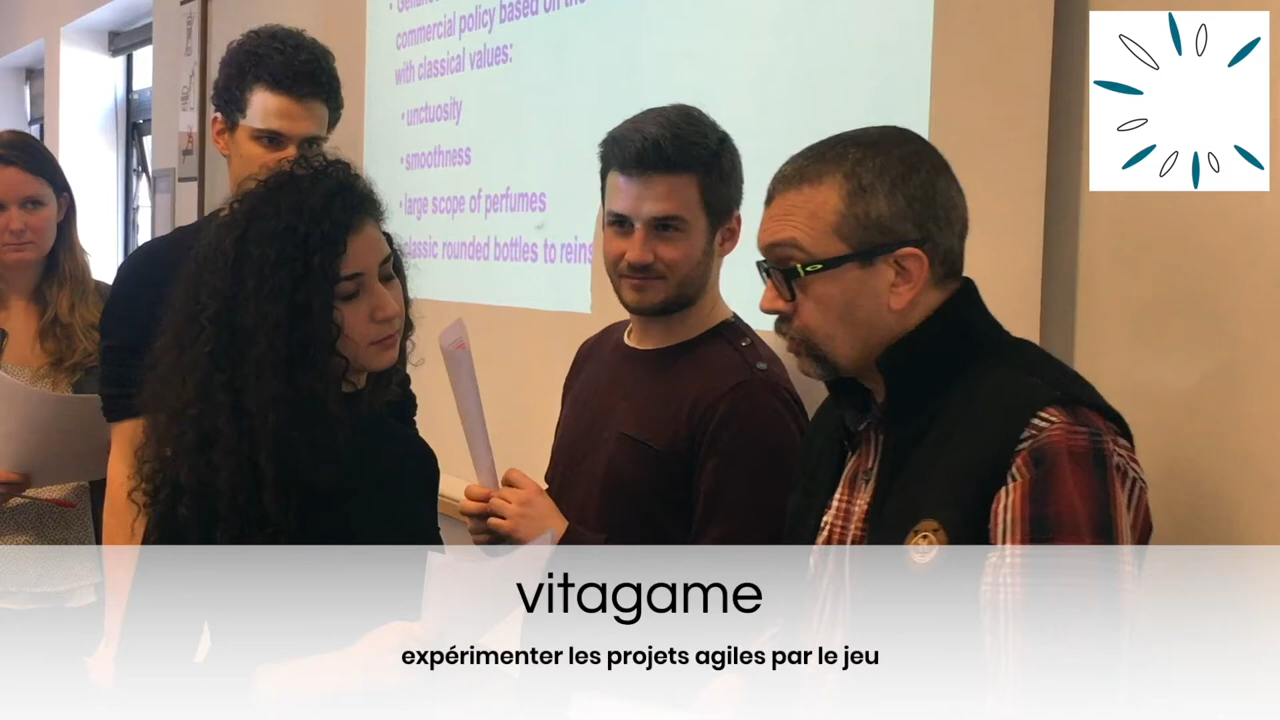 commercial policy based on the
with classical values:
•unctuosity
•smoothness
•large scope of perfumes
classic rounded bottles to reins
vitagame
expérimenter les projets agiles par le jeu